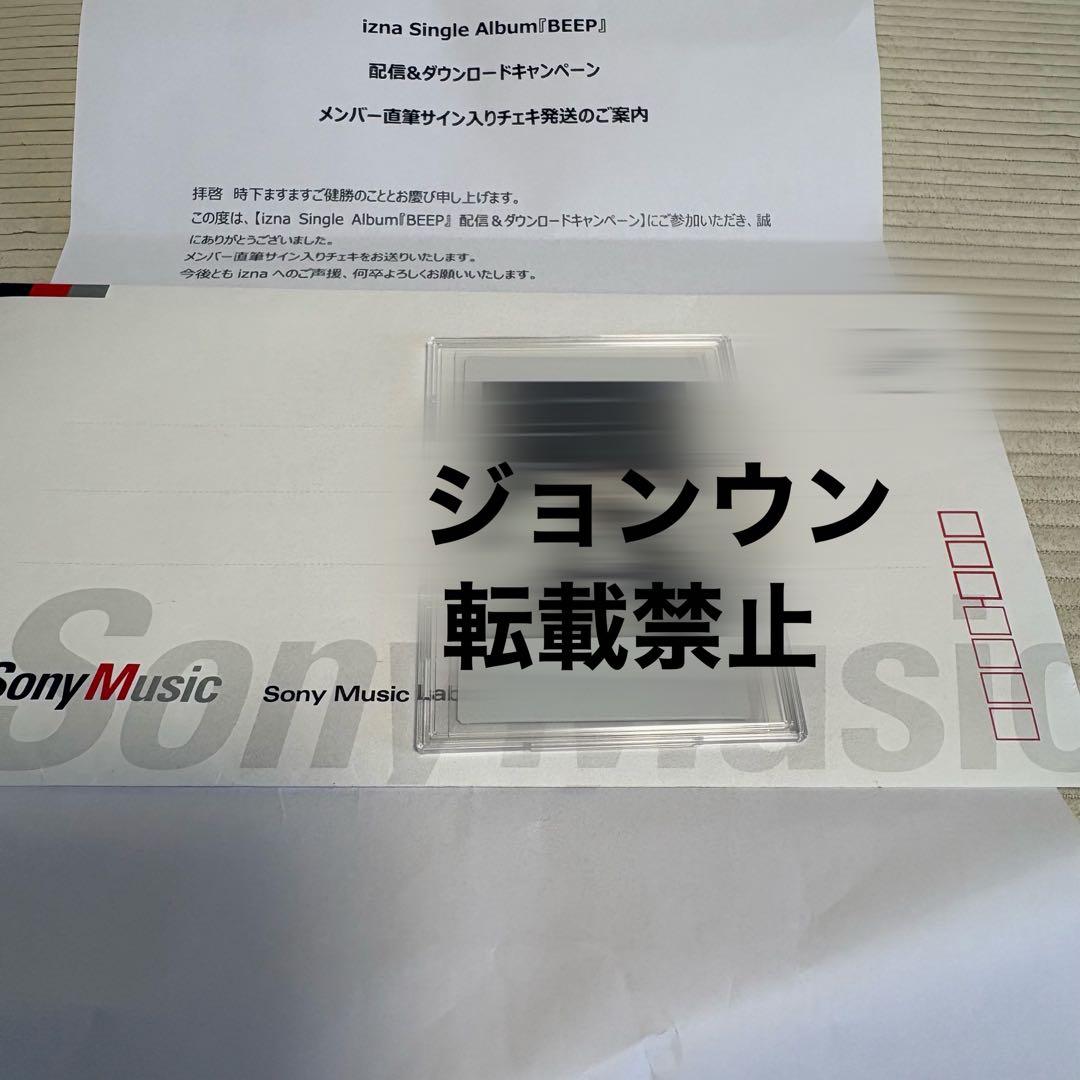 izna Single Album『BEEP』
配信&ダウンロードキャンペーン
メンバー直筆サイン入りチェキ発送のご案内
拝啓 時下ますますご健勝のこととお慶び申し上げます。
この度は、【izna Single Album『BEEP』 配信&ダウンロードキャンペーン】にご参加いただき、誠
にありがとうございました。
メンバー直筆サイン入りチェキをお送りいたします。
今後とも izna へのご声援、何卒よろしくお願いいたします。
ジョンウン
転載禁止
SonyMusic
Sony Music Lab
Sony Music